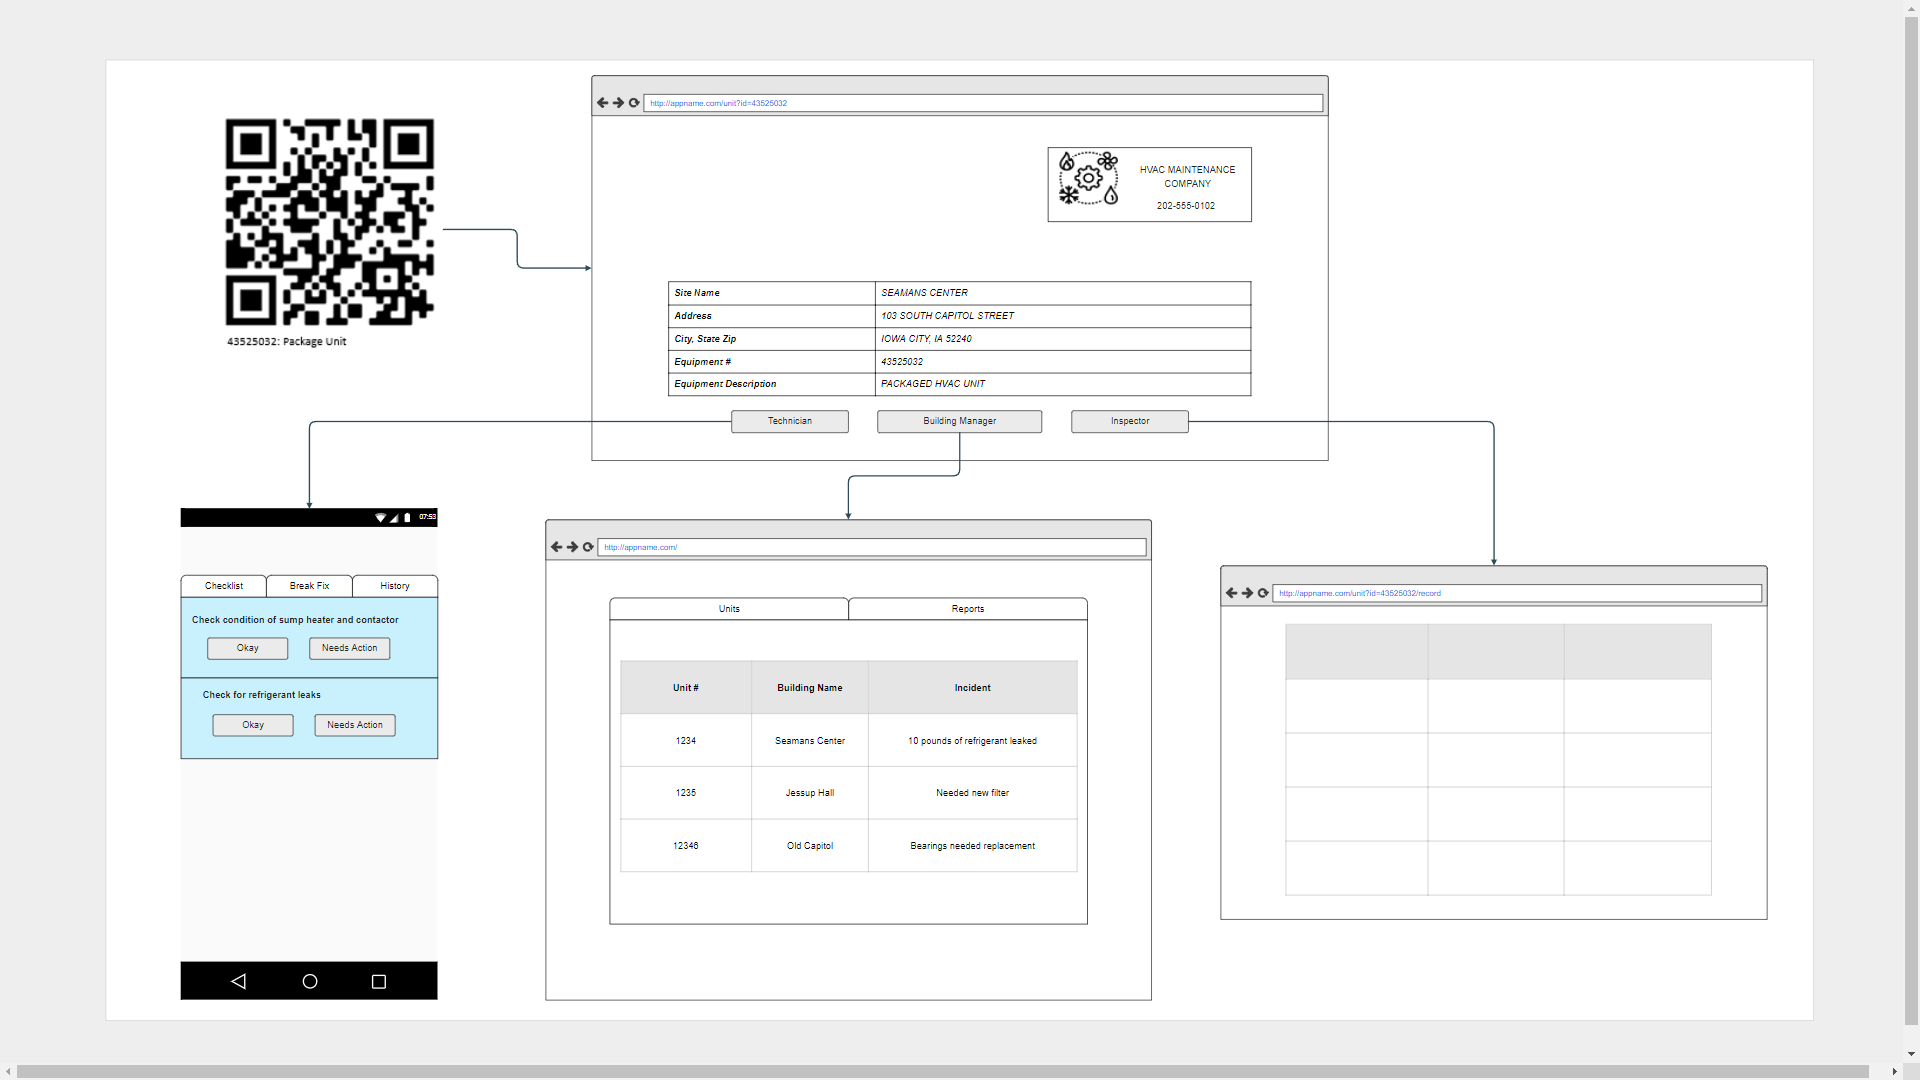 http://appname.com/unit?id=43525032
HVAC MAINTENANCE
COMPANY
202-555-0102
43525032: Package Unit
Site Name SEAMANS CENTER
Address 103 SOUTH CAPITOL STREET
City, State Zip IOWA CITY, IA 52240
Equipment # 43525032
Equipment Description PACKAGED HVAC UNIT
Technician Building Manager Inspector
07:53
Checklist Break Fix History
Check condition of sump heater and contactor
Okay Needs Action
Check for refrigerant leaks
Okay Needs Action
http://appname.com/
Units Reports
Unit # Building Name Incident
1234 Seamans Center 10 pounds of refrigerant leaked
1235 Jessup Hall Needed new filter
12346 Old Capitol Bearings needed replacement
http://appname.com/unit?id=43525032/record